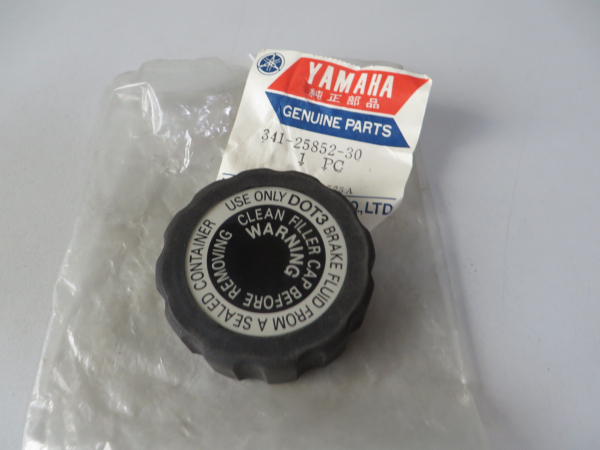 YAMAHA
純正部品
GENUINE PARTS
341-25852-30
1 PC
O.,LTD
USE ONLY DOT3 BRAKE FLUID FROM A SEALED CONTAINER
CLEAN FILLER CAP BEFORE REMOVING
WARNING